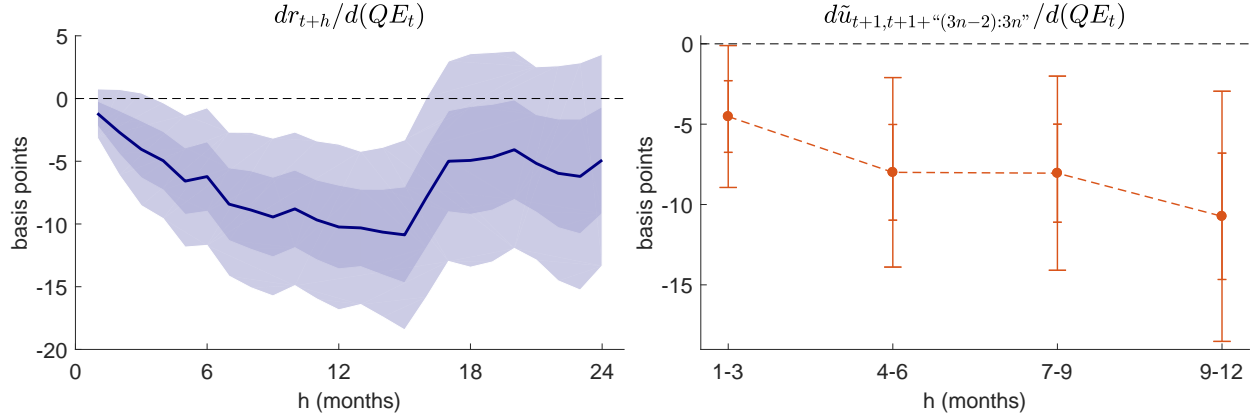 dr_{t+h}/d(QE_t)
5
0
-5
-10
-15
-20
basis points
0 6 12 18 24
h (months)
dũ_{t+1,t+1+“(3n−2):3n”}/d(QE_t)
0
-5
-10
-15
basis points
1-3 4-6 7-9 9-12
h (months)